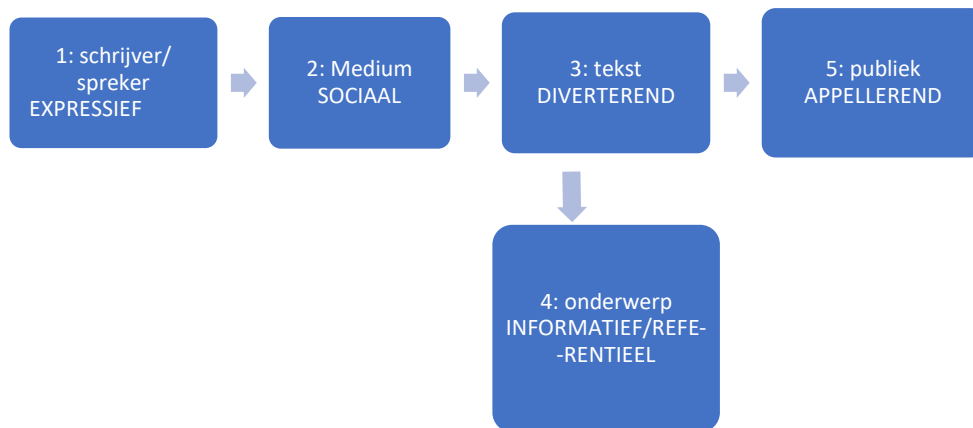 1: schrijver/
spreker
EXPRESSIEF
2: Medium
SOCIAAL
3: tekst
DIVERTEREND
5: publiek
APPELLEREND
4: onderwerp
INFORMATIEF/REFE-
-RENTIEEL